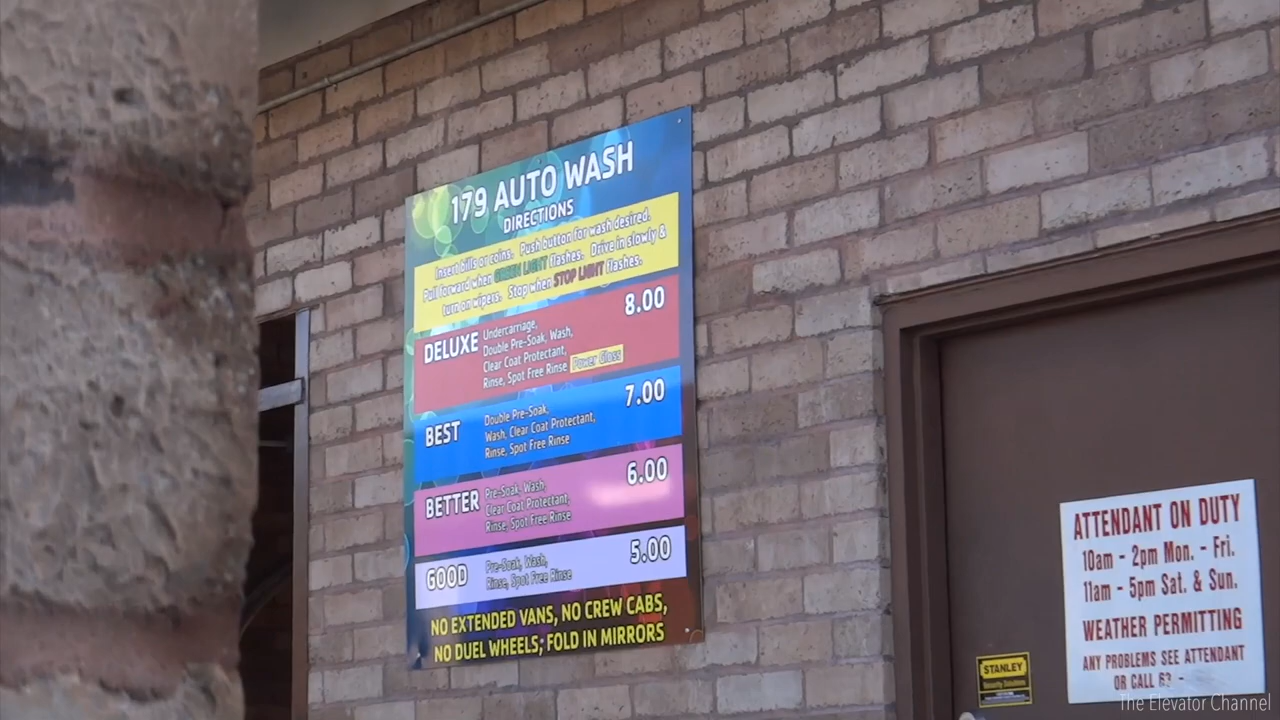 179 AUTO WASH
DIRECTIONS
Insert bills or coins. Push button for wash desired.
Pull forward when GREEN LIGHT flashes. Drive in slowly &
turn on wipers. Stop when STOP LIGHT flashes.
8.00
DELUXE
Undercarriage,
Double Pre-Soak, Wash,
Clear Coat Protectant,
Rinse, Spot Free Rinse Power Gloss
7.00
BEST
Double Pre-Soak,
Wash, Clear Coat Protectant,
Rinse, Spot Free Rinse
6.00
BETTER
Pre-Soak, Wash,
Clear Coat Protectant,
Rinse, Spot Free Rinse
5.00
GOOD
Pre-Soak, Wash,
Rinse, Spot Free Rinse
NO EXTENDED VANS, NO CREW CABS,
NO DUEL WHEELS; FOLD IN MIRRORS
ATTENDANT ON DUTY
10am - 2pm Mon. - Fri.
11am - 5pm Sat. & Sun.
WEATHER PERMITTING
ANY PROBLEMS SEE ATTENDANT
OR CALL 63 -
STANLEY
Security Solutions
The Elevator Channel